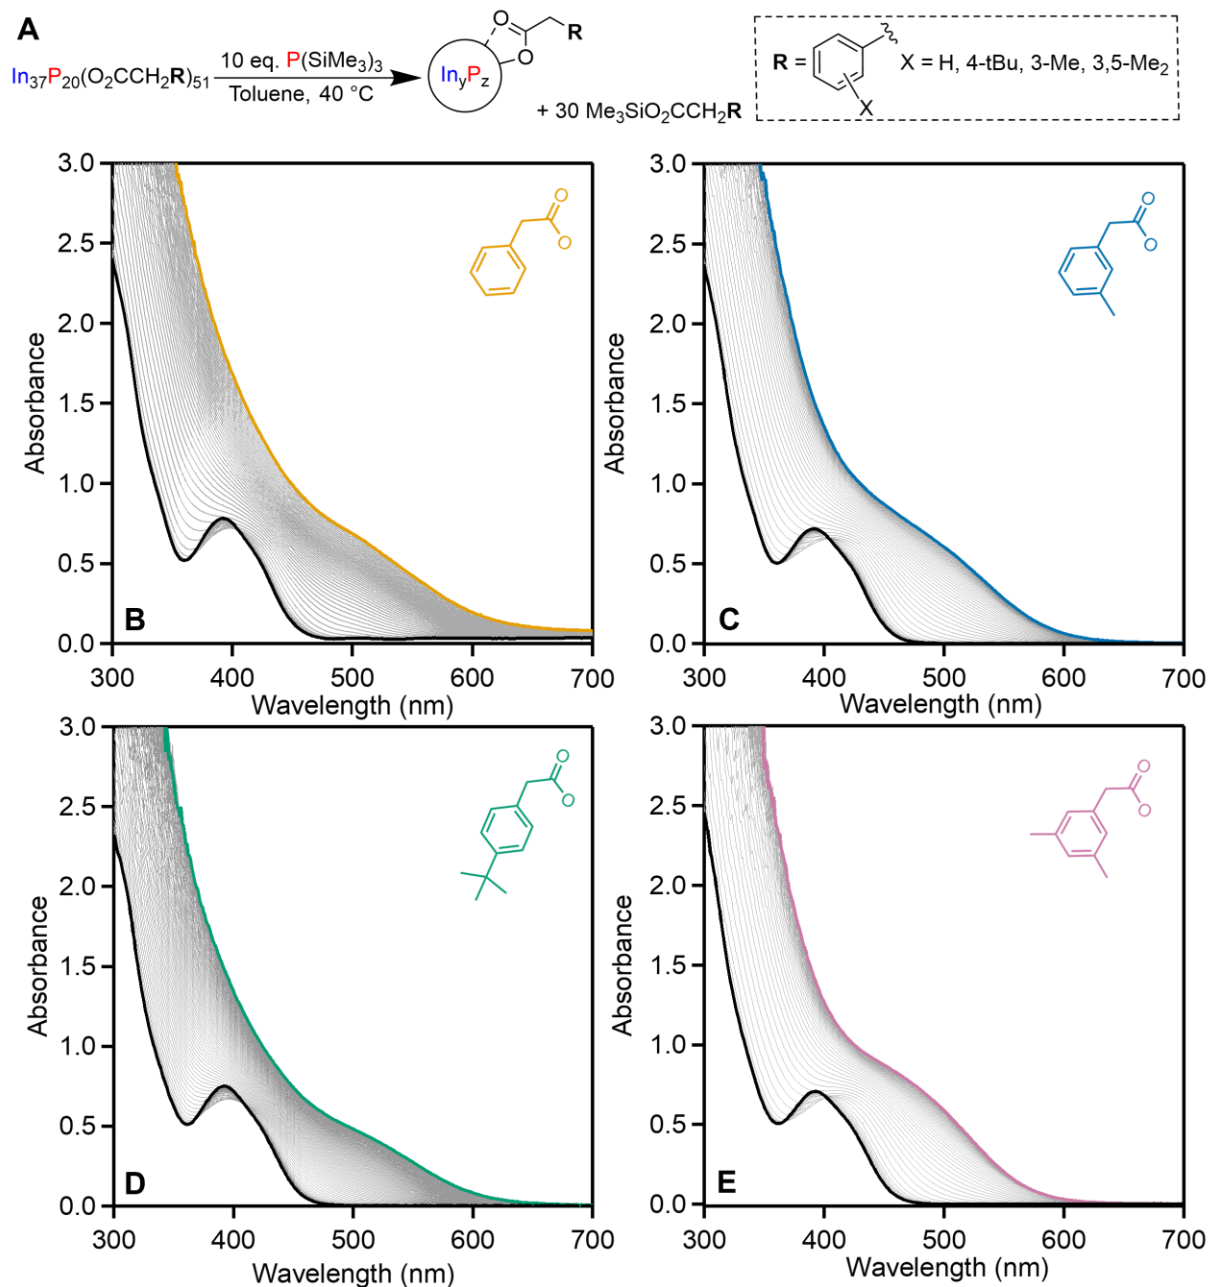 A
In₃₇P₂₀(O₂CCH₂R)₅₁
10 eq. P(SiMe₃)₃
Toluene, 40 °C
InyPz
O
O
R
+ 30 Me₃SiO₂CCH₂R
R =
X
X = H, 4-tBu, 3-Me, 3,5-Me₂
3.0
2.5
2.0
1.5
1.0
0.5
0.0
Absorbance
O
O
B
300 400 500 600 700
Wavelength (nm)
3.0
2.5
2.0
1.5
1.0
0.5
0.0
Absorbance
O
O
C
300 400 500 600 700
Wavelength (nm)
3.0
2.5
2.0
1.5
1.0
0.5
0.0
Absorbance
O
O
D
300 400 500 600 700
Wavelength (nm)
3.0
2.5
2.0
1.5
1.0
0.5
0.0
Absorbance
O
O
E
300 400 500 600 700
Wavelength (nm)